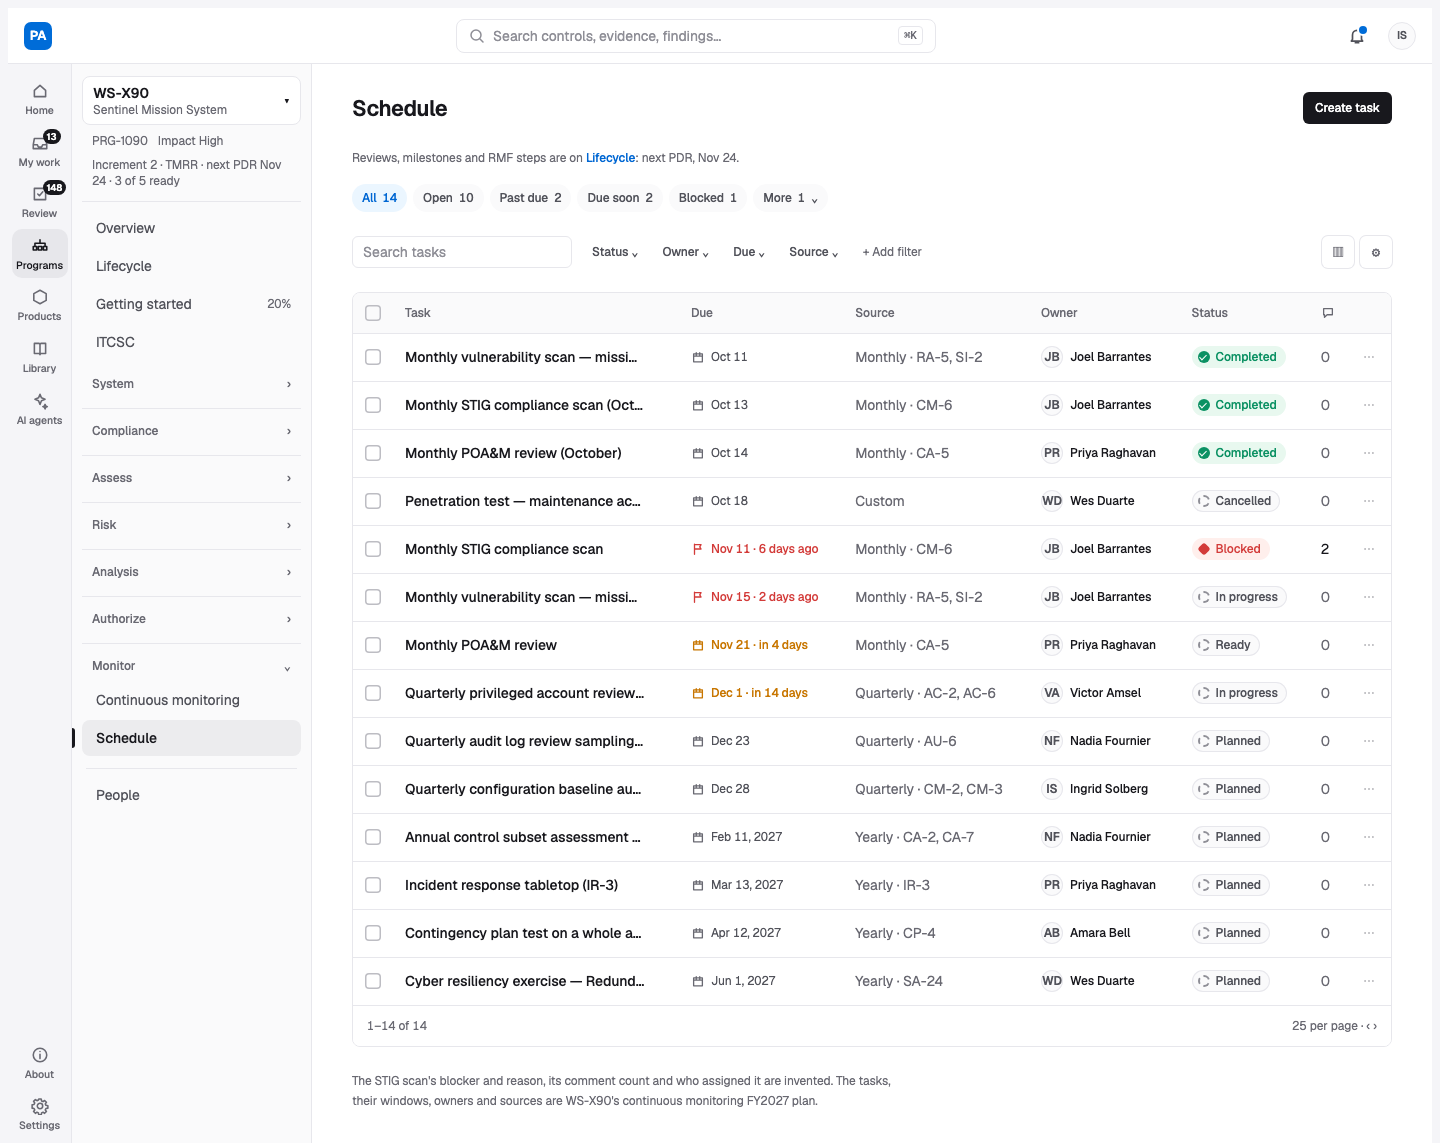 PA
Search controls, evidence, findings...
⌘K
IS
Home
13
My work
148
Review
Programs
Products
Library
AI agents
About
Settings
WS-X90
Sentinel Mission System
PRG-1090 Impact High
Increment 2 · TMRR · next PDR Nov
24 · 3 of 5 ready
Overview
Lifecycle
Getting started 20%
ITCSC
System
Compliance
Assess
Risk
Analysis
Authorize
Monitor
Continuous monitoring
Schedule
People
Schedule
Create task
Reviews, milestones and RMF steps are on Lifecycle: next PDR, Nov 24.
All 14 Open 10 Past due 2 Due soon 2 Blocked 1 More 1
Search tasks Status Owner Due Source + Add filter
Task Due Source Owner Status
Monthly vulnerability scan — missi... Oct 11 Monthly · RA-5, SI-2 JB Joel Barrantes Completed 0 ···
Monthly STIG compliance scan (Oct... Oct 13 Monthly · CM-6 JB Joel Barrantes Completed 0 ···
Monthly POA&M review (October) Oct 14 Monthly · CA-5 PR Priya Raghavan Completed 0 ···
Penetration test — maintenance ac... Oct 18 Custom WD Wes Duarte Cancelled 0 ···
Monthly STIG compliance scan Nov 11 · 6 days ago Monthly · CM-6 JB Joel Barrantes Blocked 2 ···
Monthly vulnerability scan — missi... Nov 15 · 2 days ago Monthly · RA-5, SI-2 JB Joel Barrantes In progress 0 ···
Monthly POA&M review Nov 21 · in 4 days Monthly · CA-5 PR Priya Raghavan Ready 0 ···
Quarterly privileged account review... Dec 1 · in 14 days Quarterly · AC-2, AC-6 VA Victor Amsel In progress 0 ···
Quarterly audit log review sampling... Dec 23 Quarterly · AU-6 NF Nadia Fournier Planned 0 ···
Quarterly configuration baseline au... Dec 28 Quarterly · CM-2, CM-3 IS Ingrid Solberg Planned 0 ···
Annual control subset assessment ... Feb 11, 2027 Yearly · CA-2, CA-7 NF Nadia Fournier Planned 0 ···
Incident response tabletop (IR-3) Mar 13, 2027 Yearly · IR-3 PR Priya Raghavan Planned 0 ···
Contingency plan test on a whole a... Apr 12, 2027 Yearly · CP-4 AB Amara Bell Planned 0 ···
Cyber resiliency exercise — Redund... Jun 1, 2027 Yearly · SA-24 WD Wes Duarte Planned 0 ···
1–14 of 14 25 per page · ‹ ›
The STIG scan's blocker and reason, its comment count and who assigned it are invented. The tasks,
their windows, owners and sources are WS-X90's continuous monitoring FY2027 plan.